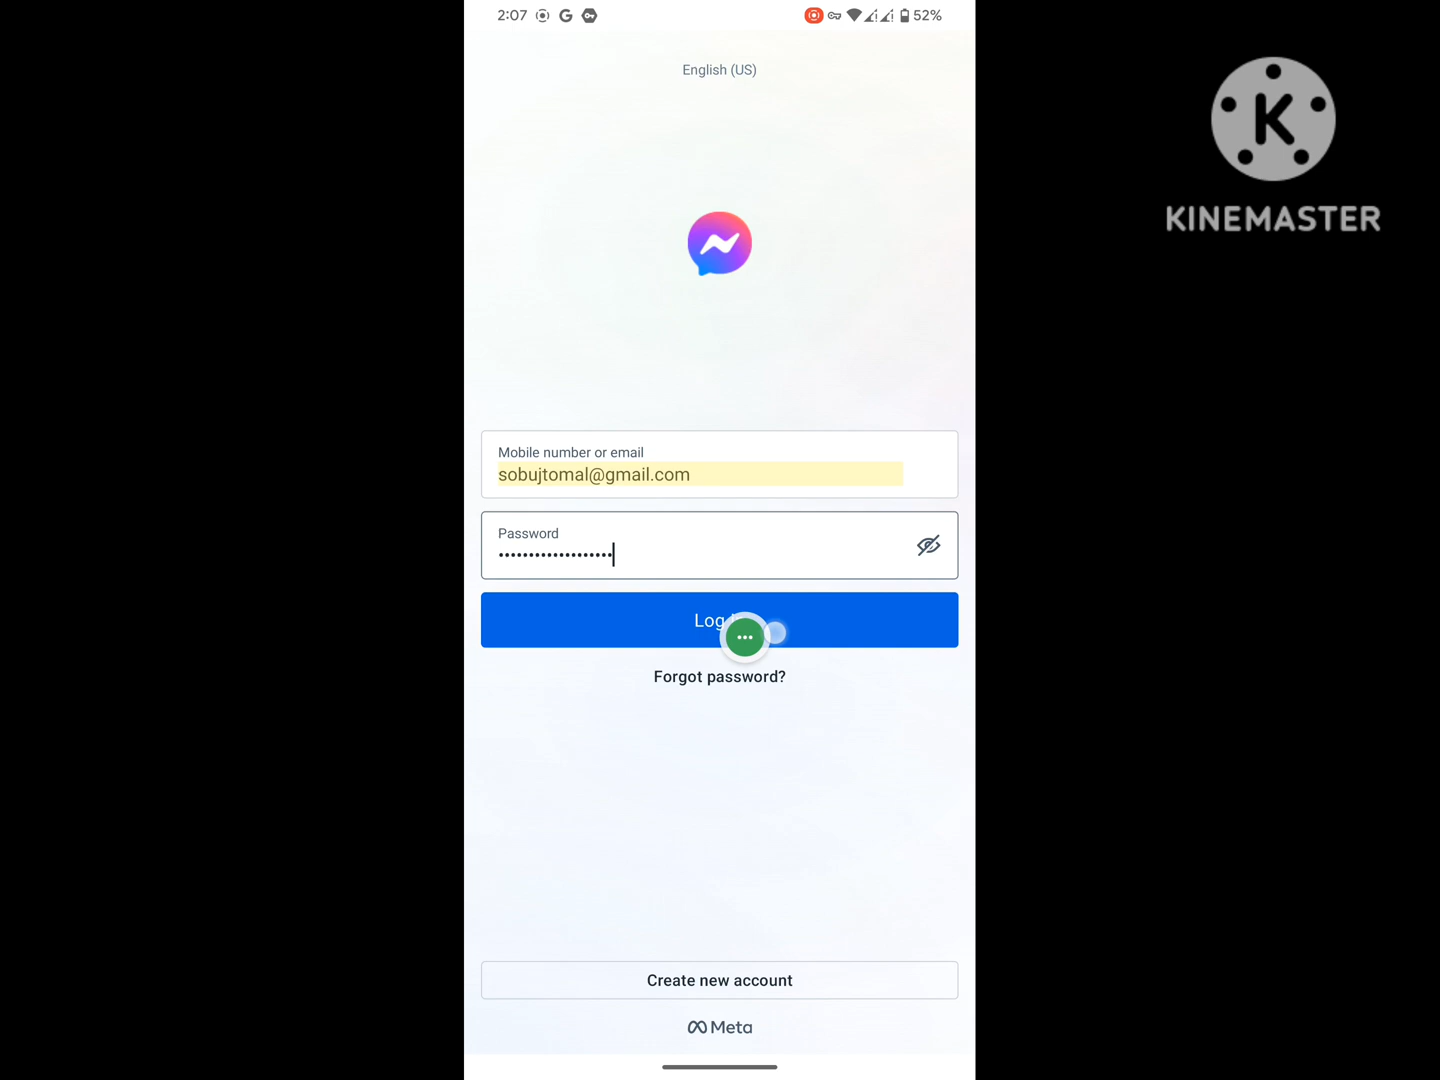 2:07
52%
English (US)
KINEMASTER
Mobile number or email
sobujtomal@gmail.com
Password
•••••••••••••••••••
Log
Forgot password?
Create new account
Meta